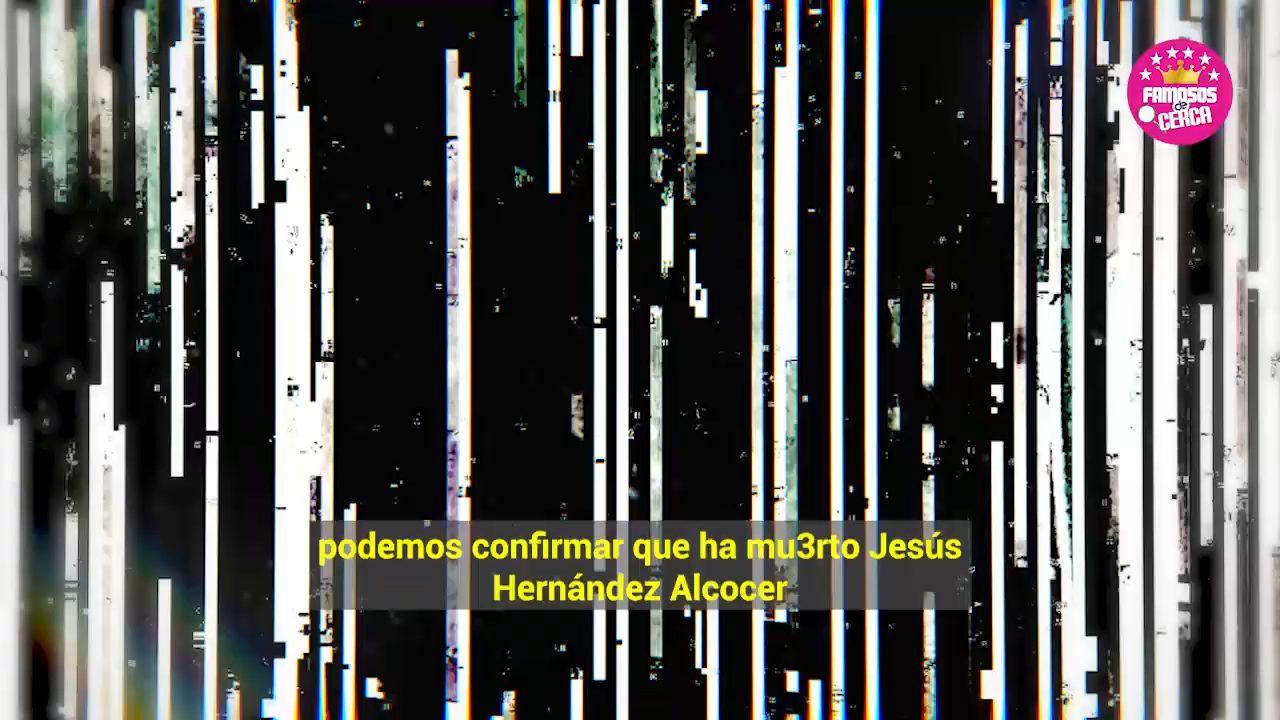 FAMOSOS
de
CERCA
podemos confirmar que ha mu3rto Jesús
Hernández Alcocer